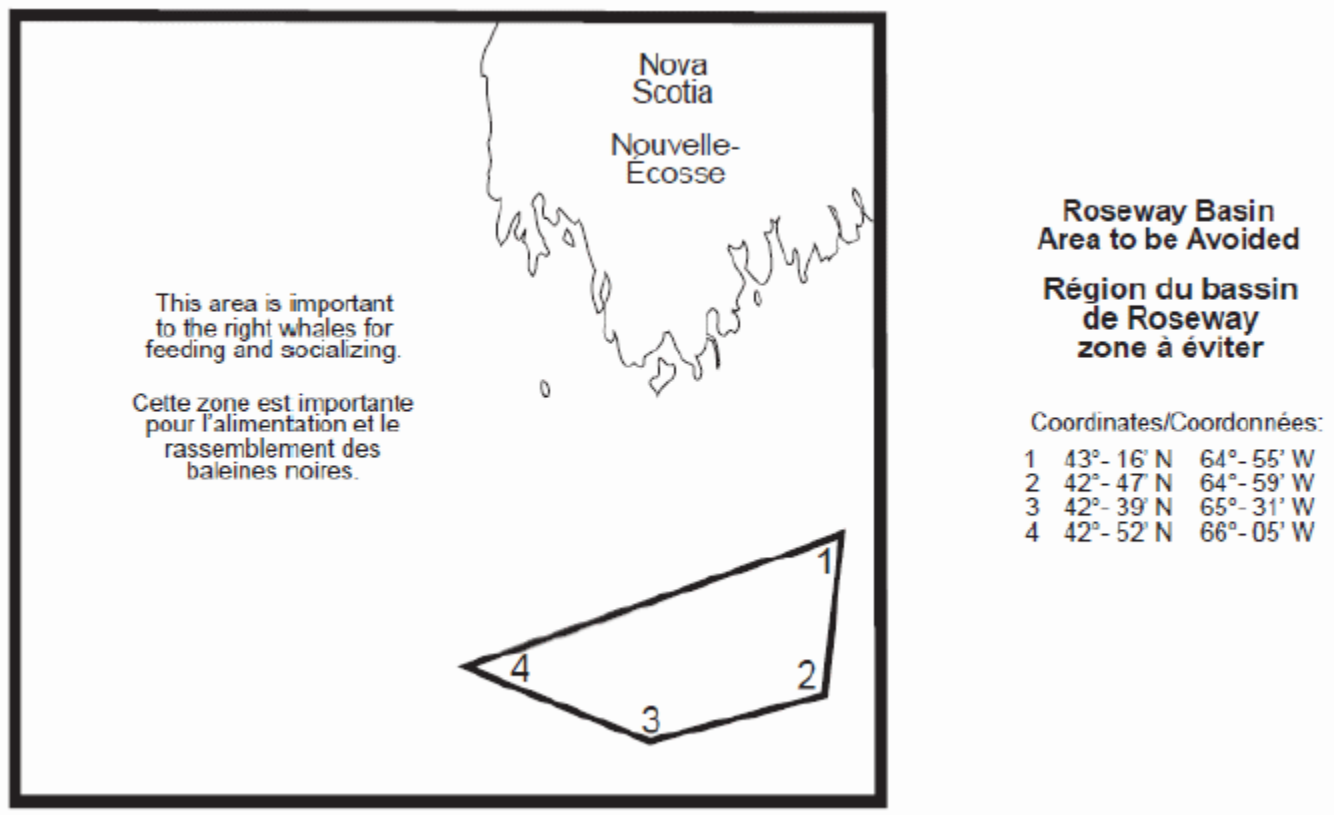 Nova
Scotia
Nouvelle-
Écosse
This area is important
to the right whales for
feeding and socializing.
Cette zone est importante
pour l'alimentation et le
rassemblement des
baleines noires.
1
2
3
4
Roseway Basin
Area to be Avoided
Région du bassin
de Roseway
zone à éviter
Coordinates/Coordonnées:
1 43°- 16' N 64°- 55' W
2 42°- 47' N 64°- 59' W
3 42°- 39' N 65°- 31' W
4 42°- 52' N 66°- 05' W